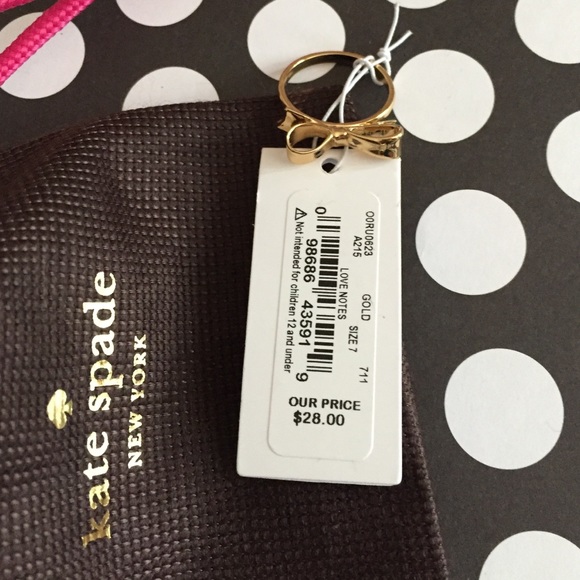 kate spade
NEW YORK
O0RU0623 GOLD 711
A215 SIZE 7
LOVE NOTES
0 98686 43591 9
⚠ Not intended for children 12 and under
OUR PRICE
$28.00